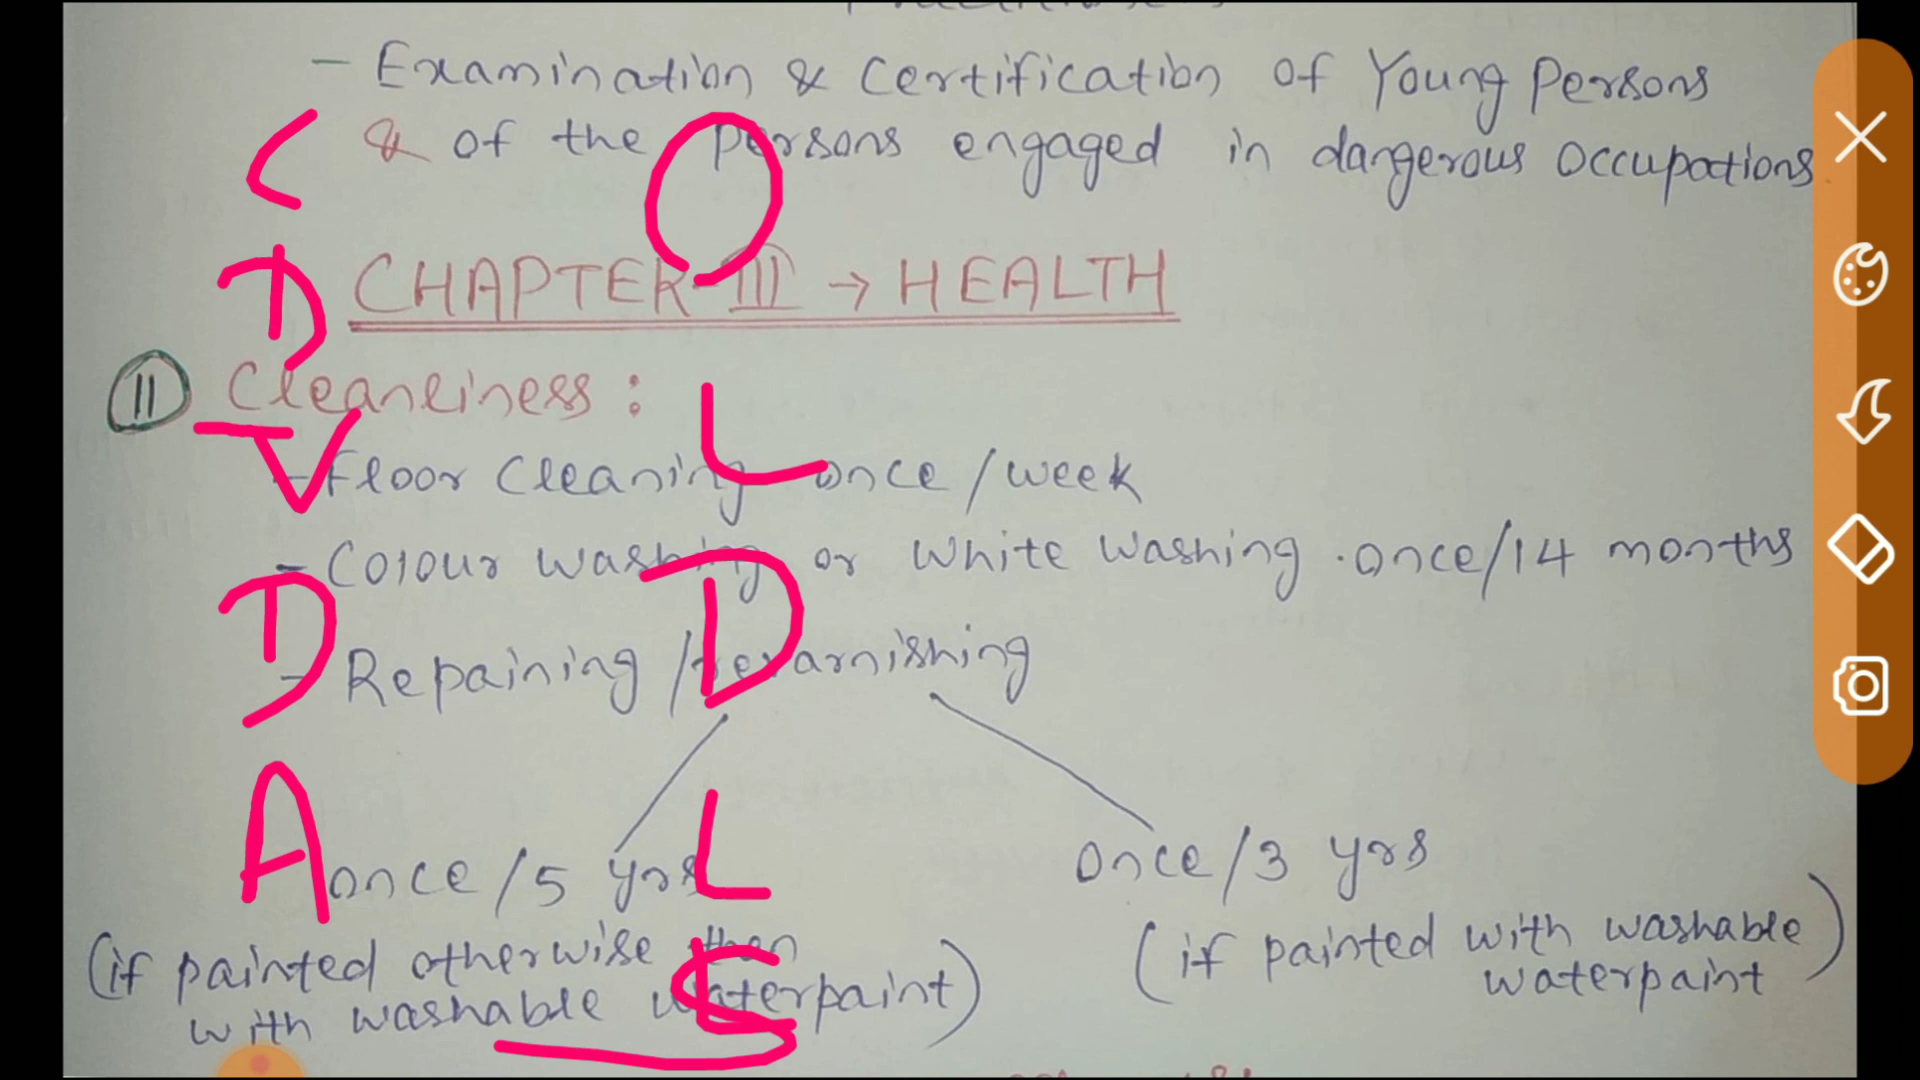 - Examination & Certification of Young Persons
& of the Persons engaged in dangerous occupations
CHAPTER-III → HEALTH
11 Cleanliness :
- Floor cleaning once/week
- Colour washing or white washing once/14 months
- Repaining / revarnishing
once/5 yrs
once/3 yrs
(if painted otherwise then with washable waterpaint)
(if painted with washable waterpaint)
C
D
V
D
A
O
L
D
L
S